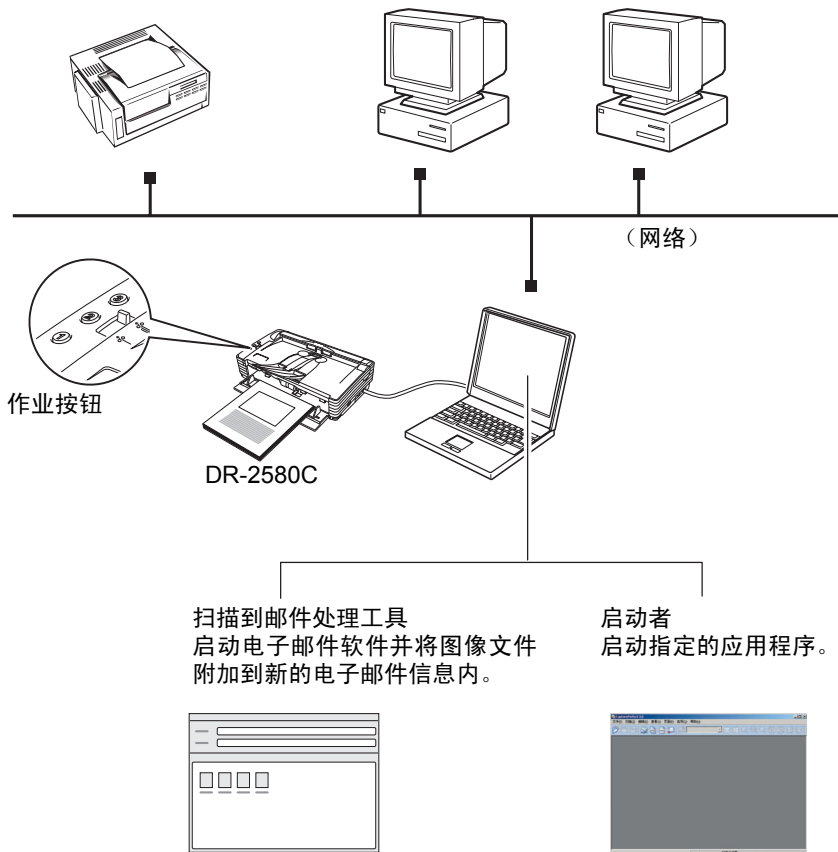 （网络）
作业按钮
DR-2580C
扫描到邮件处理工具
启动电子邮件软件并将图像文件
附加到新的电子邮件信息内。
启动者
启动指定的应用程序。